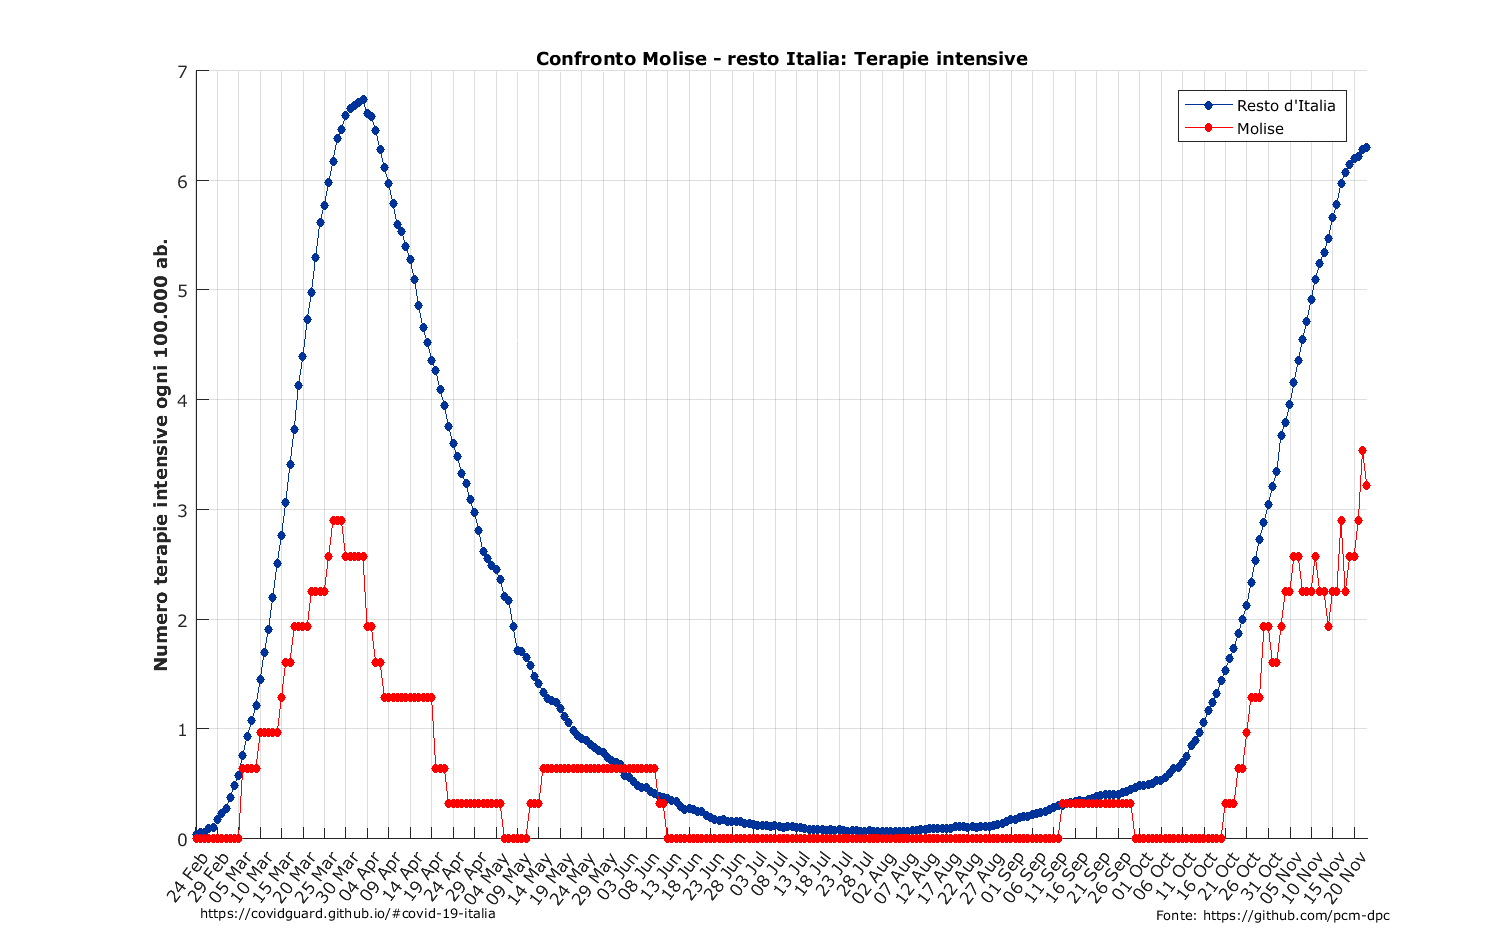 Confronto Molise - resto Italia: Terapie intensive
Resto d'Italia
Molise
Numero terapie intensive ogni 100.000 ab.
7
6
5
4
3
2
1
0
24 Feb
29 Feb
05 Mar
10 Mar
15 Mar
20 Mar
25 Mar
30 Mar
04 Apr
09 Apr
14 Apr
19 Apr
24 Apr
29 Apr
04 May
09 May
14 May
19 May
24 May
29 May
03 Jun
08 Jun
13 Jun
18 Jun
23 Jun
28 Jun
03 Jul
08 Jul
13 Jul
18 Jul
23 Jul
28 Jul
02 Aug
07 Aug
12 Aug
17 Aug
22 Aug
27 Aug
01 Sep
06 Sep
11 Sep
16 Sep
21 Sep
26 Sep
01 Oct
06 Oct
11 Oct
16 Oct
21 Oct
26 Oct
31 Oct
05 Nov
10 Nov
15 Nov
20 Nov
https://covidguard.github.io/#covid-19-italia
Fonte: https://github.com/pcm-dpc